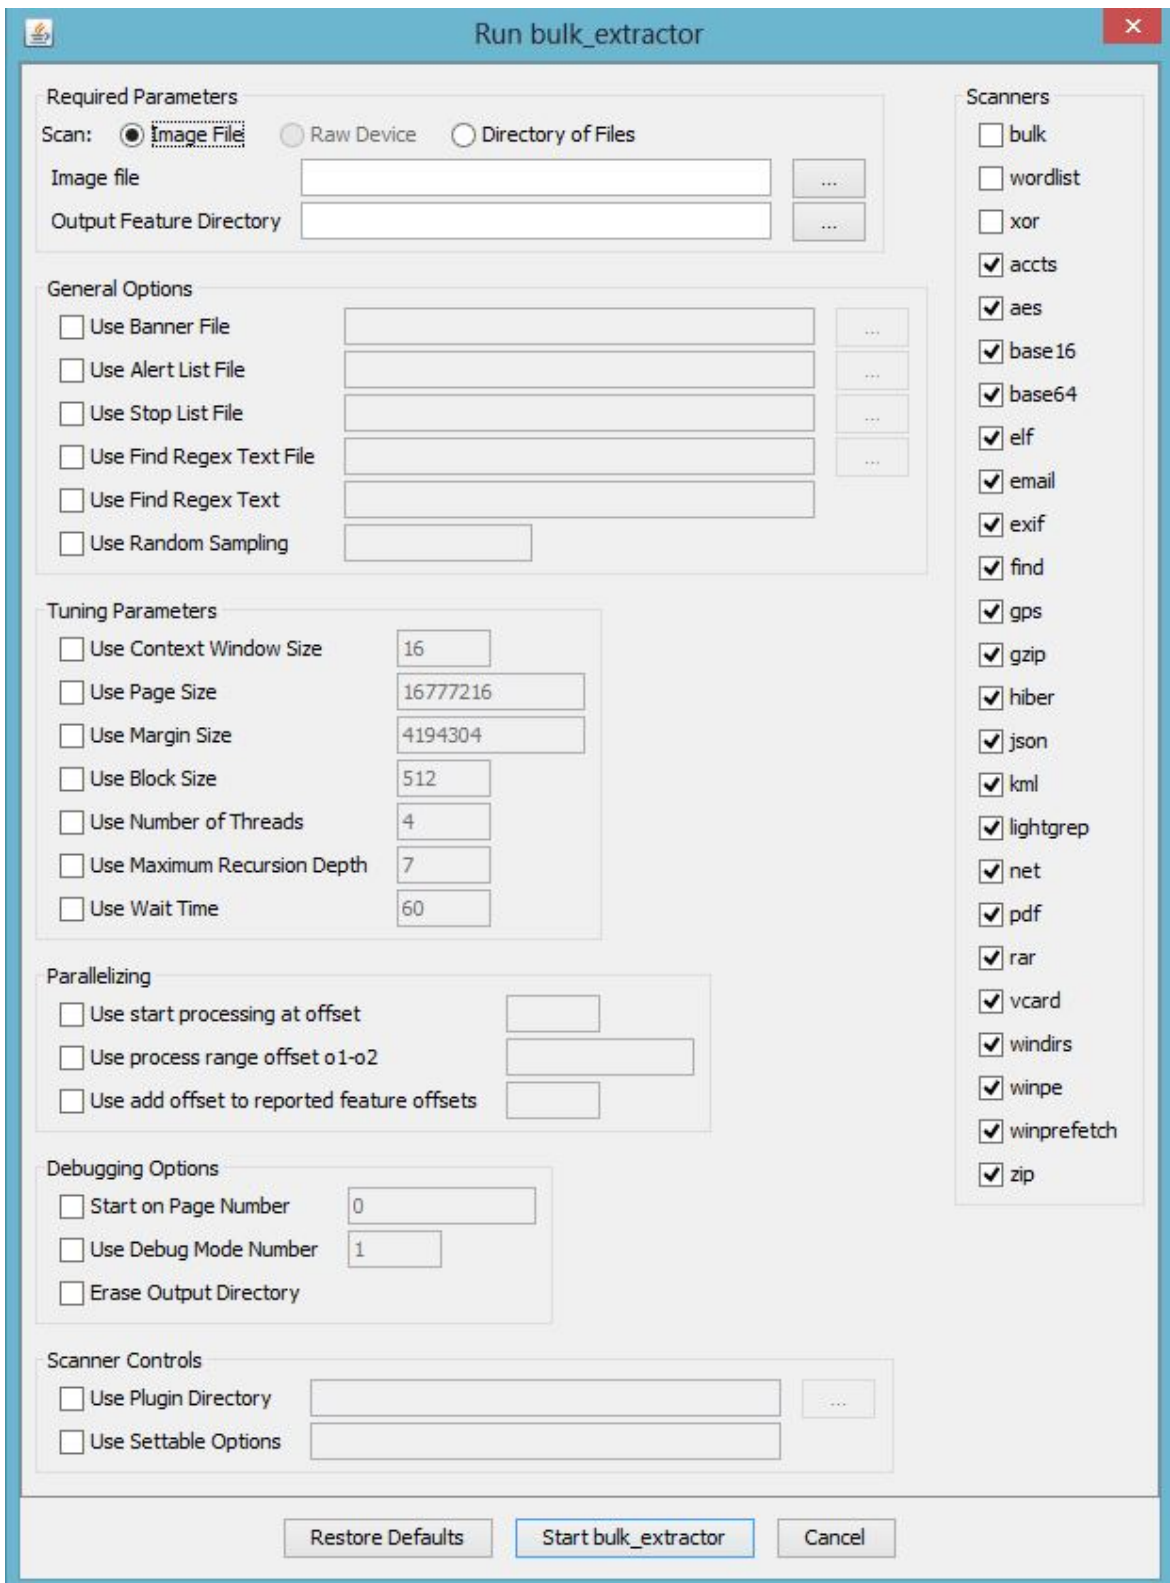 Run bulk_extractor
Required Parameters
Scan: Image File Raw Device Directory of Files
Image file ...
Output Feature Directory ...
General Options
Use Banner File ...
Use Alert List File ...
Use Stop List File ...
Use Find Regex Text File ...
Use Find Regex Text
Use Random Sampling
Tuning Parameters
Use Context Window Size 16
Use Page Size 16777216
Use Margin Size 4194304
Use Block Size 512
Use Number of Threads 4
Use Maximum Recursion Depth 7
Use Wait Time 60
Parallelizing
Use start processing at offset
Use process range offset o1-o2
Use add offset to reported feature offsets
Debugging Options
Start on Page Number 0
Use Debug Mode Number 1
Erase Output Directory
Scanner Controls
Use Plugin Directory ...
Use Settable Options
Scanners
bulk
wordlist
xor
accts
aes
base16
base64
elf
email
exif
find
gps
gzip
hiber
json
kml
lightgrep
net
pdf
rar
vcard
windirs
winpe
winprefetch
zip
Restore Defaults Start bulk_extractor Cancel